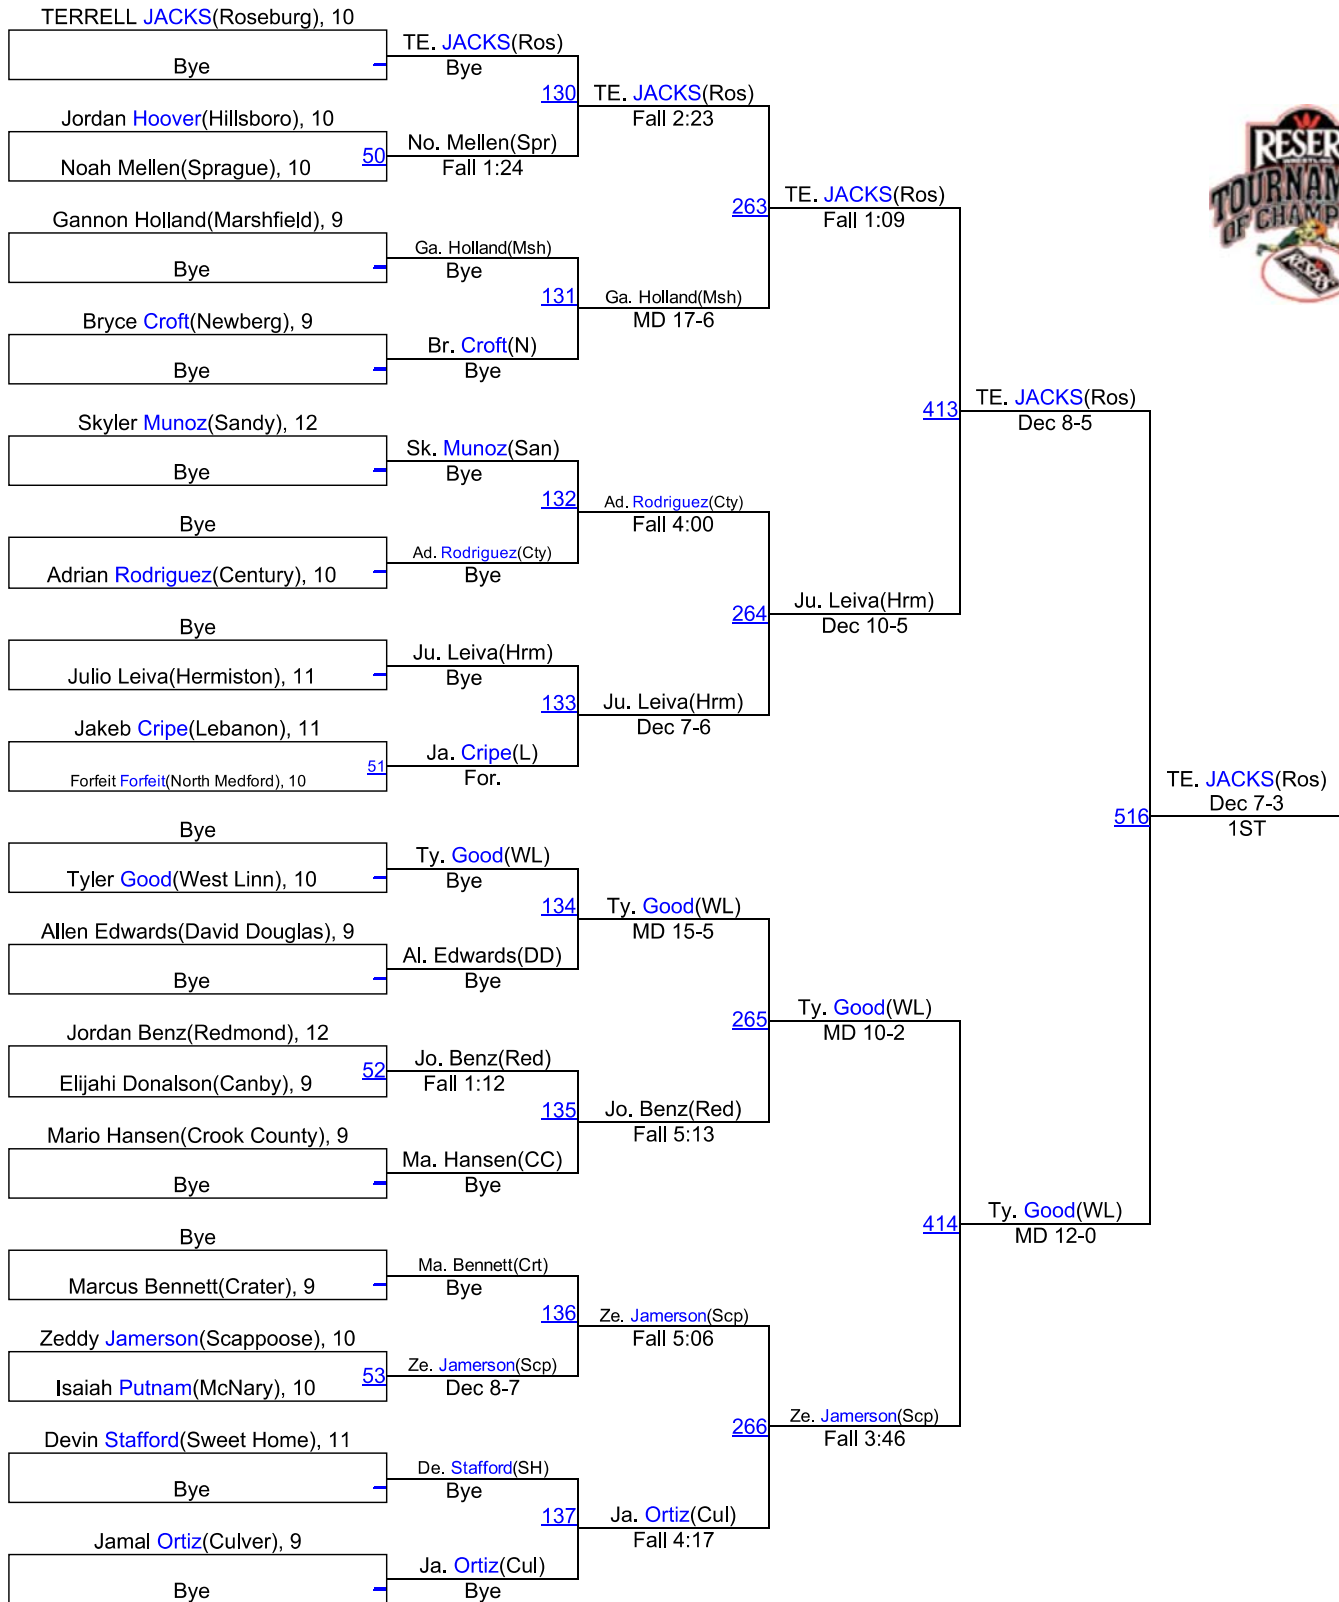 TERRELL JACKS(Roseburg), 10
Bye
TE. JACKS(Ros)
Bye
130
TE. JACKS(Ros)
Fall 2:23
Jordan Hoover(Hillsboro), 10
Noah Mellen(Sprague), 10
50
No. Mellen(Spr)
Fall 1:24
263
TE. JACKS(Ros)
Fall 1:09
Gannon Holland(Marshfield), 9
Bye
Ga. Holland(Msh)
Bye
131
Ga. Holland(Msh)
MD 17-6
Bryce Croft(Newberg), 9
Bye
Br. Croft(N)
Bye
413
TE. JACKS(Ros)
Dec 8-5
Skyler Munoz(Sandy), 12
Bye
Sk. Munoz(San)
Bye
132
Ad. Rodriguez(Cty)
Fall 4:00
Bye
Adrian Rodriguez(Century), 10
Ad. Rodriguez(Cty)
Bye
264
Ju. Leiva(Hrm)
Dec 10-5
Bye
Julio Leiva(Hermiston), 11
Ju. Leiva(Hrm)
Bye
133
Ju. Leiva(Hrm)
Dec 7-6
Jakeb Cripe(Lebanon), 11
Forfeit Forfeit(North Medford), 10
51
Ja. Cripe(L)
For.
516
TE. JACKS(Ros)
Dec 7-3
1ST
Bye
Tyler Good(West Linn), 10
Ty. Good(WL)
Bye
134
Ty. Good(WL)
MD 15-5
Allen Edwards(David Douglas), 9
Bye
Al. Edwards(DD)
Bye
265
Ty. Good(WL)
MD 10-2
Jordan Benz(Redmond), 12
Elijahi Donalson(Canby), 9
52
Jo. Benz(Red)
Fall 1:12
135
Jo. Benz(Red)
Fall 5:13
Mario Hansen(Crook County), 9
Bye
Ma. Hansen(CC)
Bye
414
Ty. Good(WL)
MD 12-0
Bye
Marcus Bennett(Crater), 9
Ma. Bennett(Crt)
Bye
136
Ze. Jamerson(Scp)
Fall 5:06
Zeddy Jamerson(Scappoose), 10
Isaiah Putnam(McNary), 10
53
Ze. Jamerson(Scp)
Dec 8-7
266
Ze. Jamerson(Scp)
Fall 3:46
Devin Stafford(Sweet Home), 11
Bye
De. Stafford(SH)
Bye
137
Ja. Ortiz(Cul)
Fall 4:17
Jamal Ortiz(Culver), 9
Bye
Ja. Ortiz(Cul)
Bye